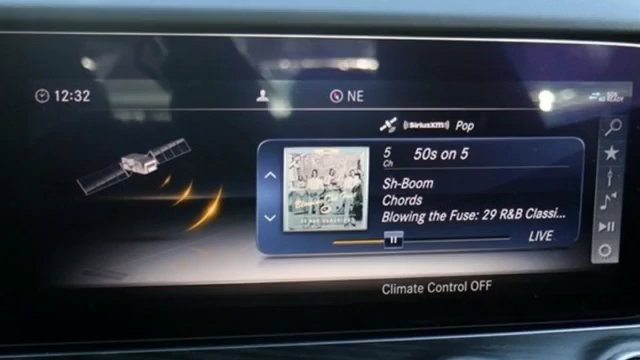 12:32
NE
SiriusXM Pop
5 50s on 5
Ch
Sh-Boom
Chords
Blowing the Fuse: 29 R&B Classi...
LIVE
Climate Control OFF